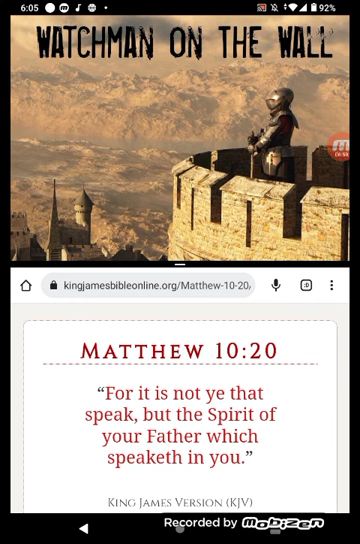 6:05
92%
WATCHMAN ON THE WALL
kingjamesbibleonline.org/Matthew-10-20/
:D
Matthew 10:20
“For it is not ye that
speak, but the Spirit of
your Father which
speaketh in you.”
King James Version (KJV)
Recorded by mobizen